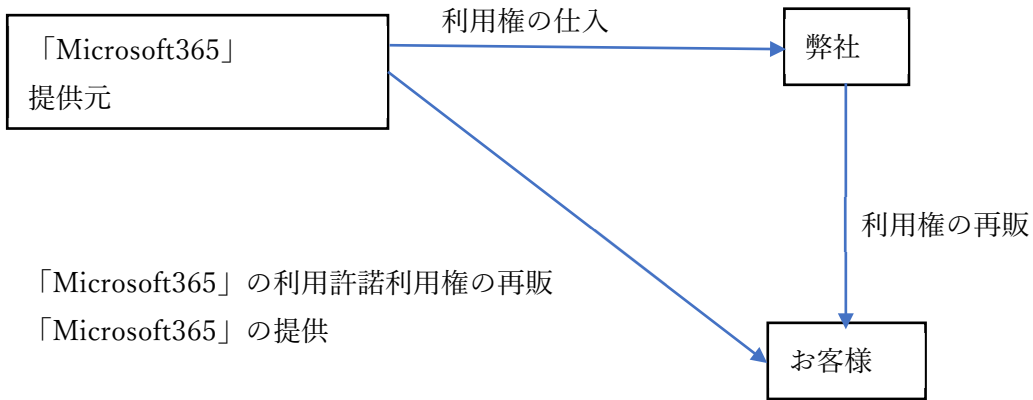 利用権の仕入
「Microsoft365」
提供元
弊社
利用権の再販
「Microsoft365」の利用許諾利用権の再販
「Microsoft365」の提供
お客様